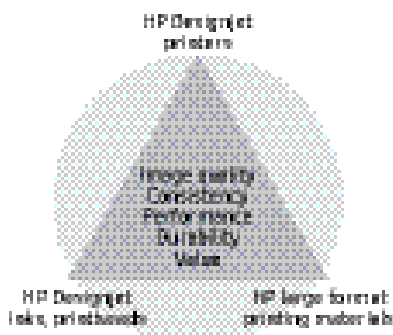 HP Designjet
printers
Image quality
Consistency
Performance
Durability
Value
HP Designjet
inks, printheads
HP large format
printing materials